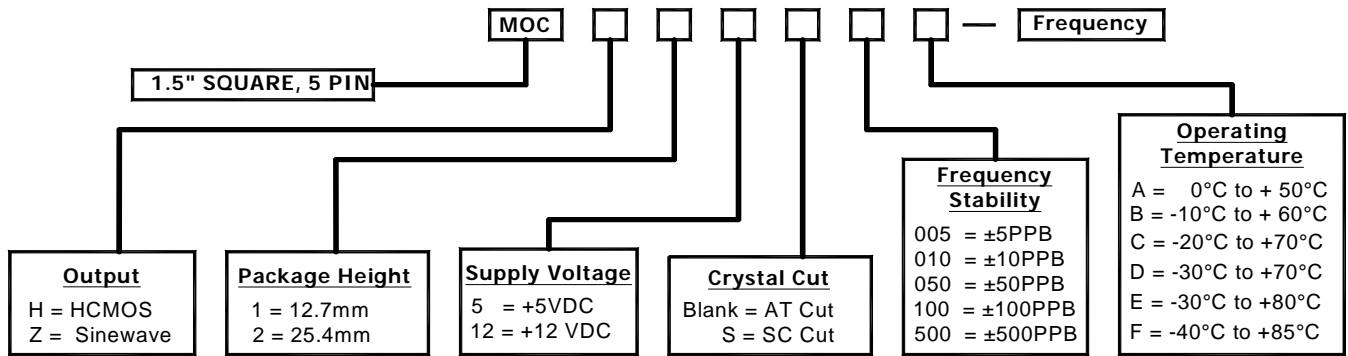 MOC — Frequency
1.5" SQUARE, 5 PIN
Output
H = HCMOS
Z = Sinewave
Package Height
1 = 12.7mm
2 = 25.4mm
Supply Voltage
5 = +5VDC
12 = +12 VDC
Crystal Cut
Blank = AT Cut
S = SC Cut
Frequency
Stability
005 = ±5PPB
010 = ±10PPB
050 = ±50PPB
100 = ±100PPB
500 = ±500PPB
Operating
Temperature
A = 0°C to + 50°C
B = -10°C to + 60°C
C = -20°C to +70°C
D = -30°C to +70°C
E = -30°C to +80°C
F = -40°C to +85°C